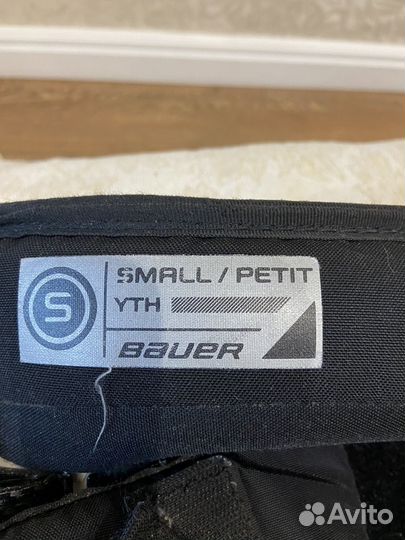 S
SMALL / PETIT
YTH
BAUER
Avito